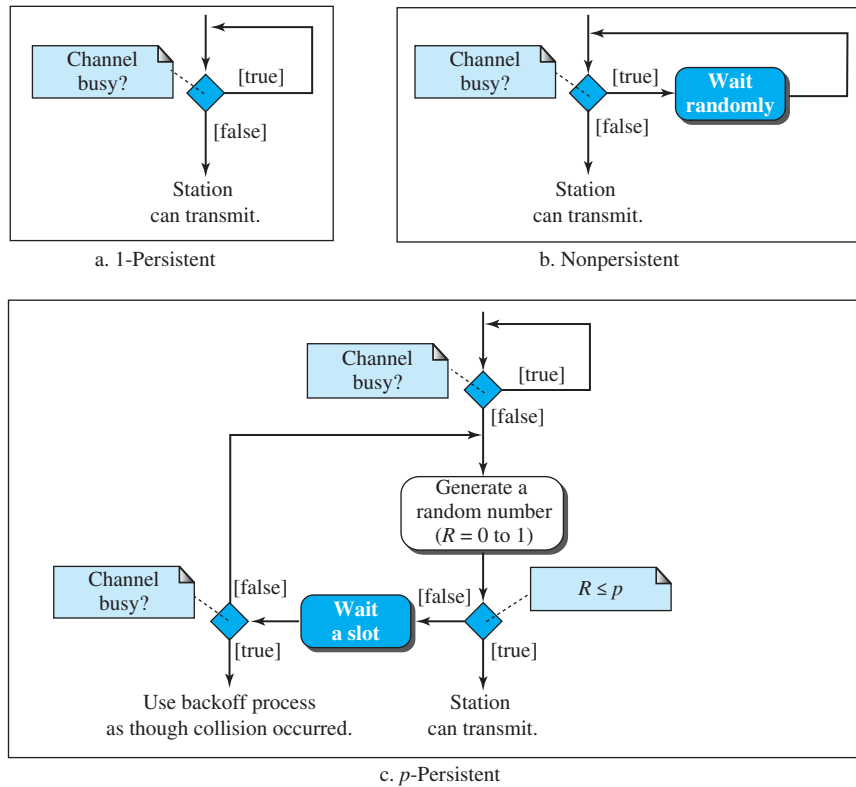 Channel
busy?
[true]
[false]
Station
can transmit.
a. 1-Persistent
Channel
busy?
[true]
Wait
randomly
[false]
Station
can transmit.
b. Nonpersistent
Channel
busy?
[true]
[false]
Generate a
random number
(R = 0 to 1)
Channel
busy?
[false]
[true]
Wait
a slot
[false]
R ≤ p
[true]
Use backoff process
as though collision occurred.
Station
can transmit.
c. p-Persistent